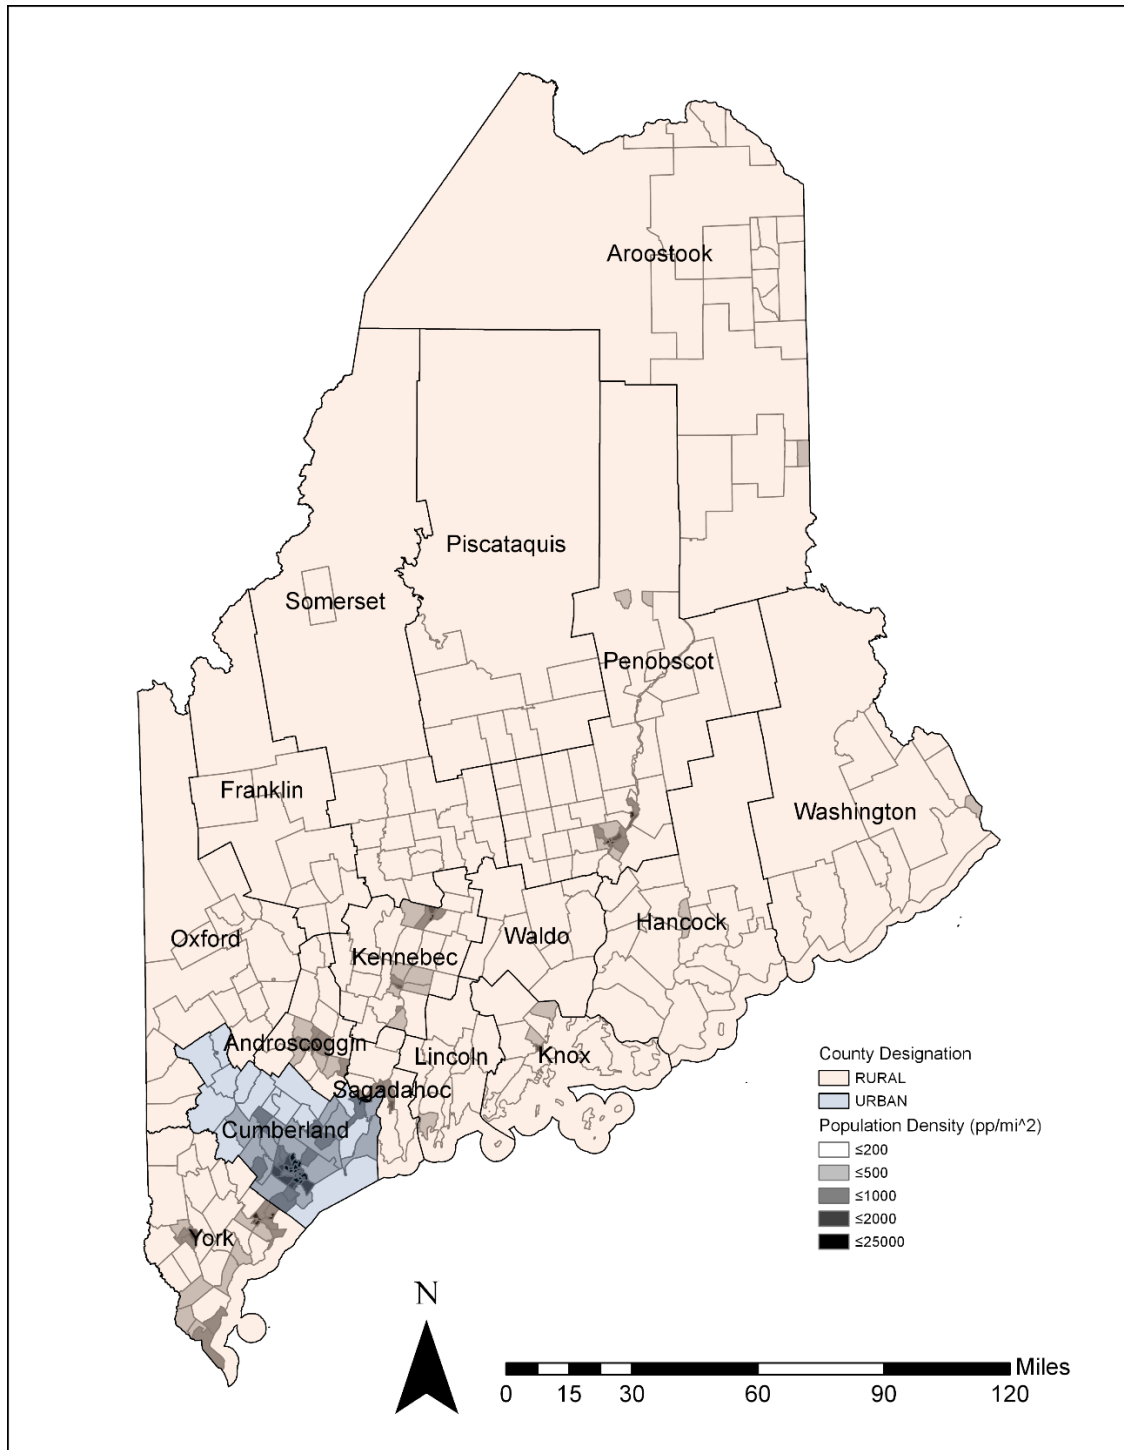 Aroostook
Piscataquis
Somerset
Penobscot
Franklin
Washington
Hancock
Oxford
Waldo
Kennebec
Androscoggin
Lincoln
Knox
Sagadahoc
Cumberland
York
County Designation
RURAL
URBAN
Population Density (pp/mi^2)
≤200
≤500
≤1000
≤2000
≤25000
N
Miles
0 15 30 60 90 120